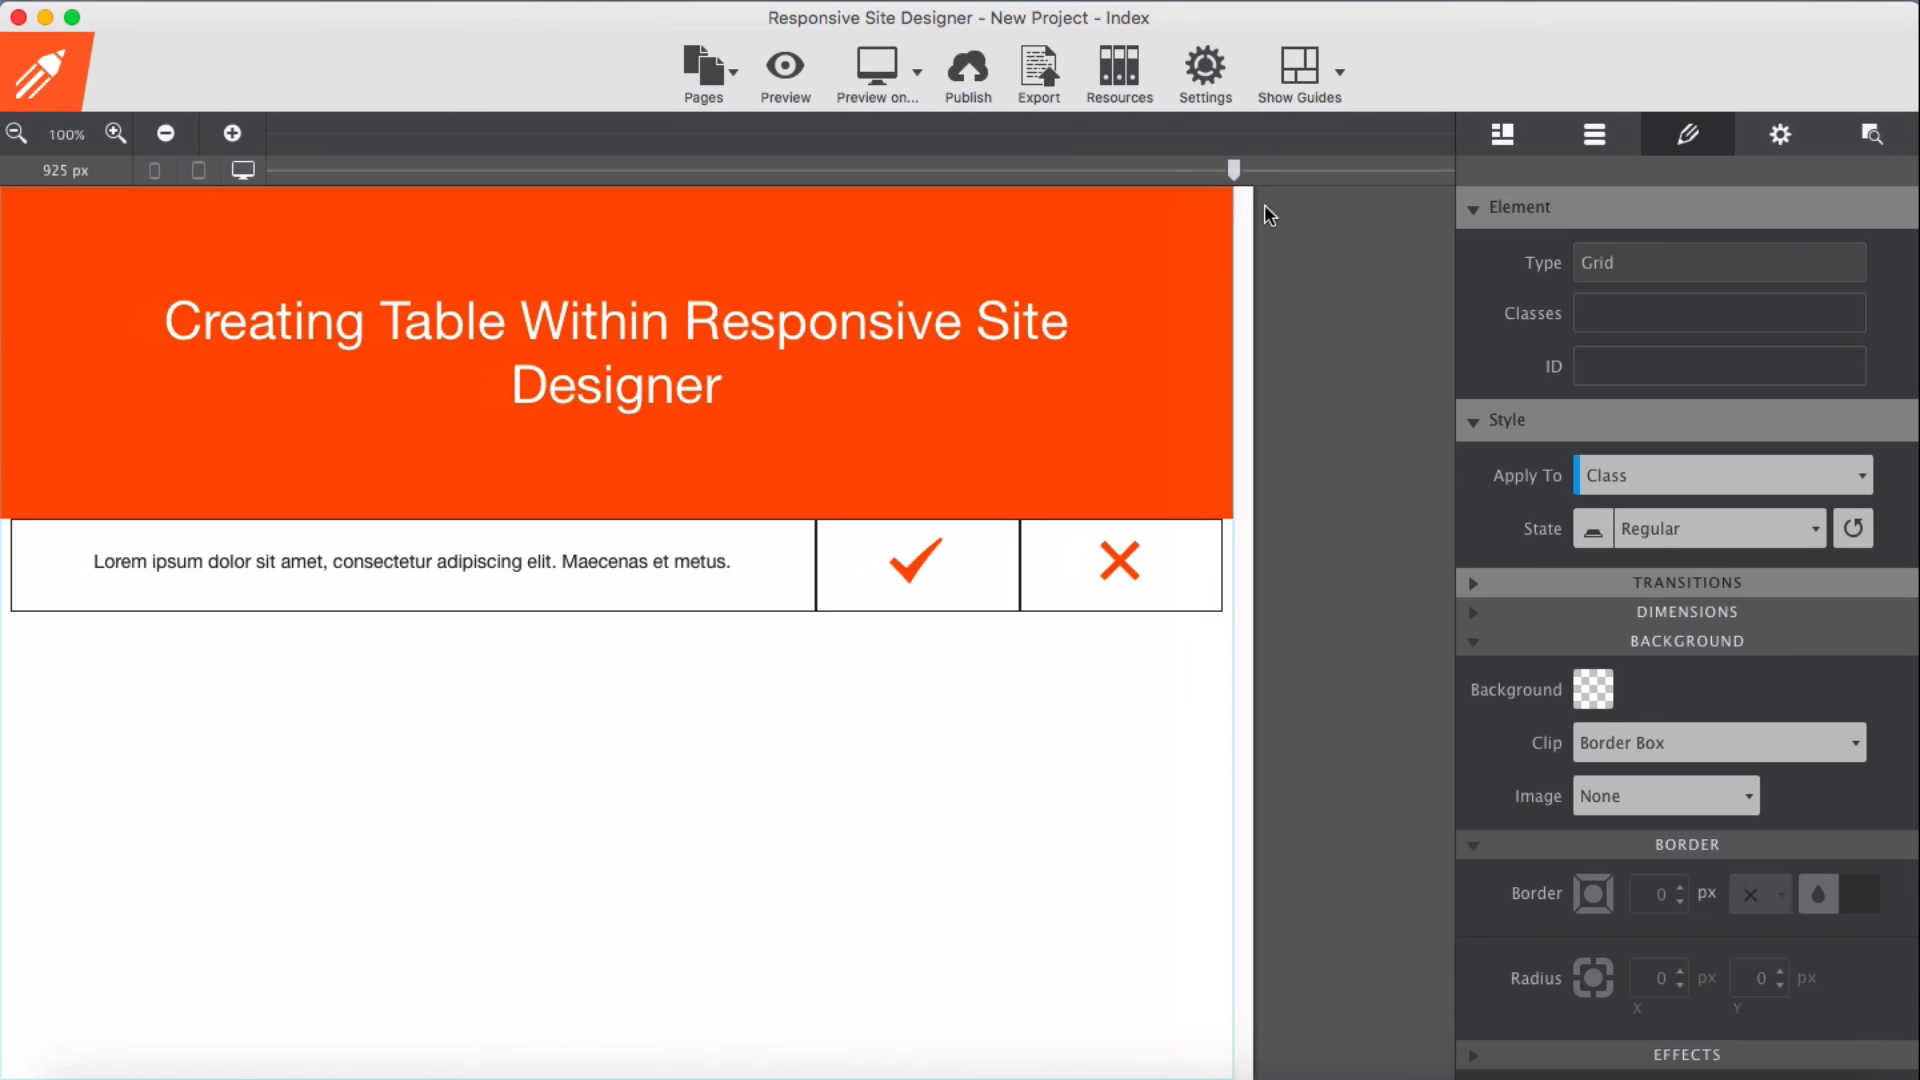 Responsive Site Designer - New Project - Index
Pages
Preview
Preview on...
Publish
Export
Resources
Settings
Show Guides
100%
925 px
Creating Table Within Responsive Site
Designer
Lorem ipsum dolor sit amet, consectetur adipiscing elit. Maecenas et metus.
Element
Type Grid
Classes
ID
Style
Apply To Class
State Regular
TRANSITIONS
DIMENSIONS
BACKGROUND
Background
Clip Border Box
Image None
BORDER
Border 0 px
Radius 0 px 0 px
X Y
EFFECTS